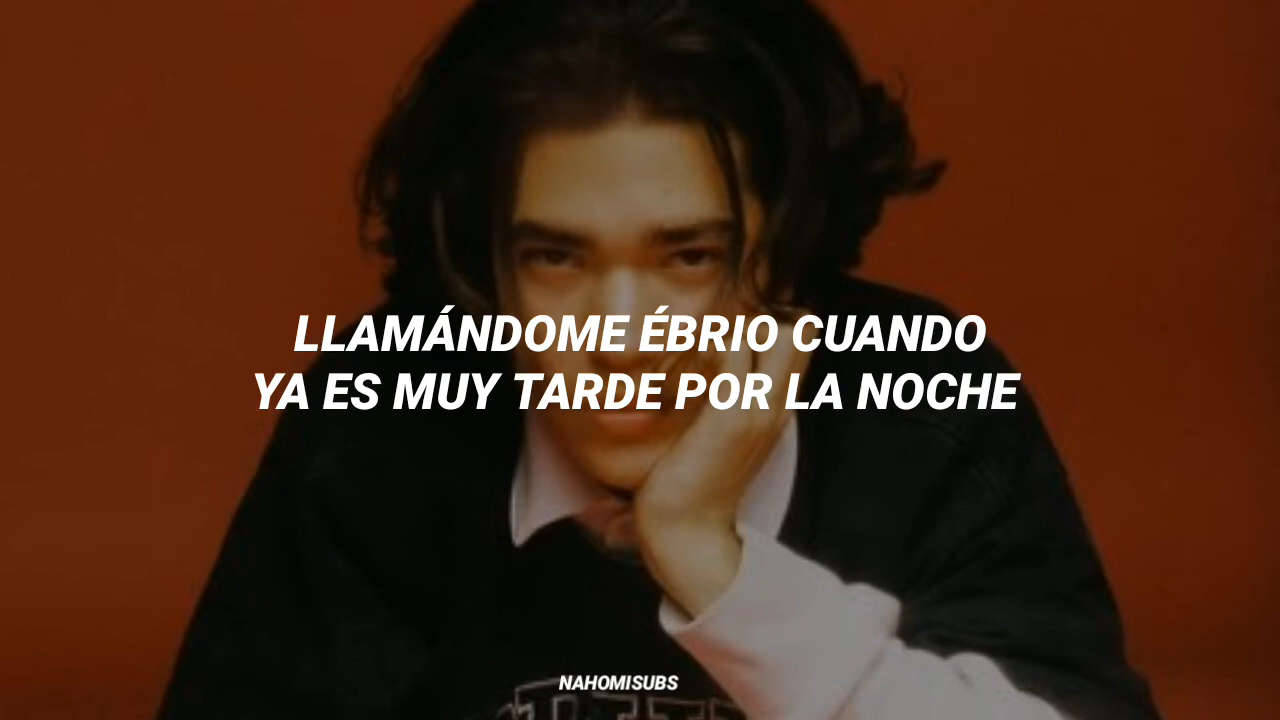 LLAMÁNDOME ÉBRIO CUANDO
YA ES MUY TARDE POR LA NOCHE
NAHOMISUBS